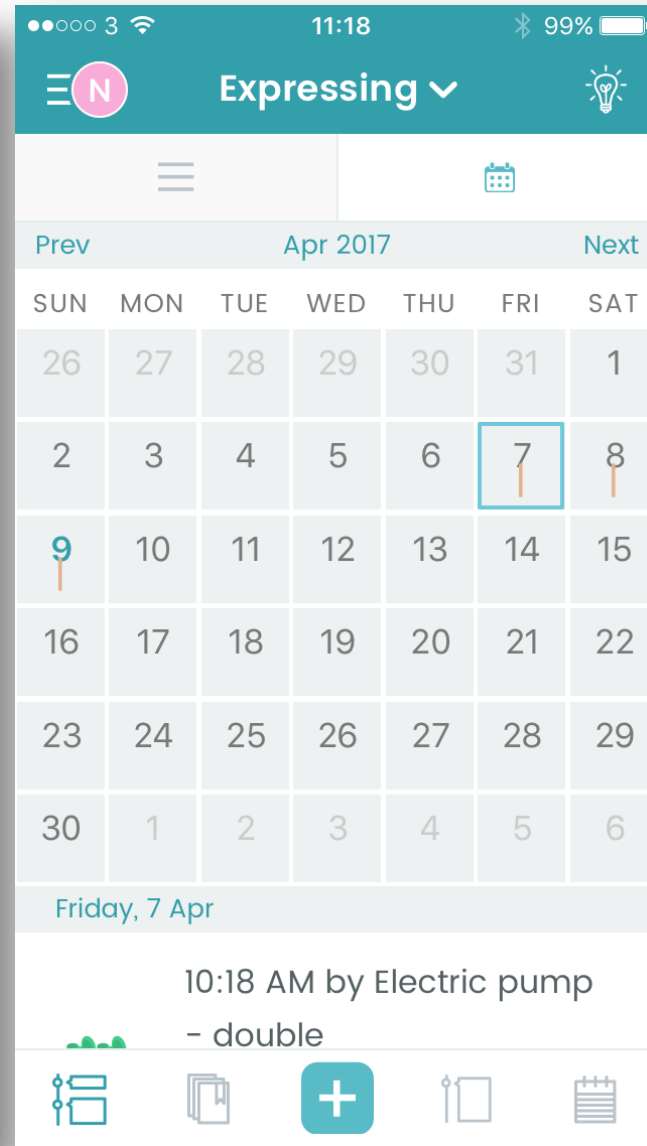 3 11:18 99%
N Expressing
Prev Apr 2017 Next
SUN MON TUE WED THU FRI SAT
26 27 28 29 30 31 1
2 3 4 5 6 7 8
9 10 11 12 13 14 15
16 17 18 19 20 21 22
23 24 25 26 27 28 29
30 1 2 3 4 5 6
Friday, 7 Apr
10:18 AM by Electric pump
- double